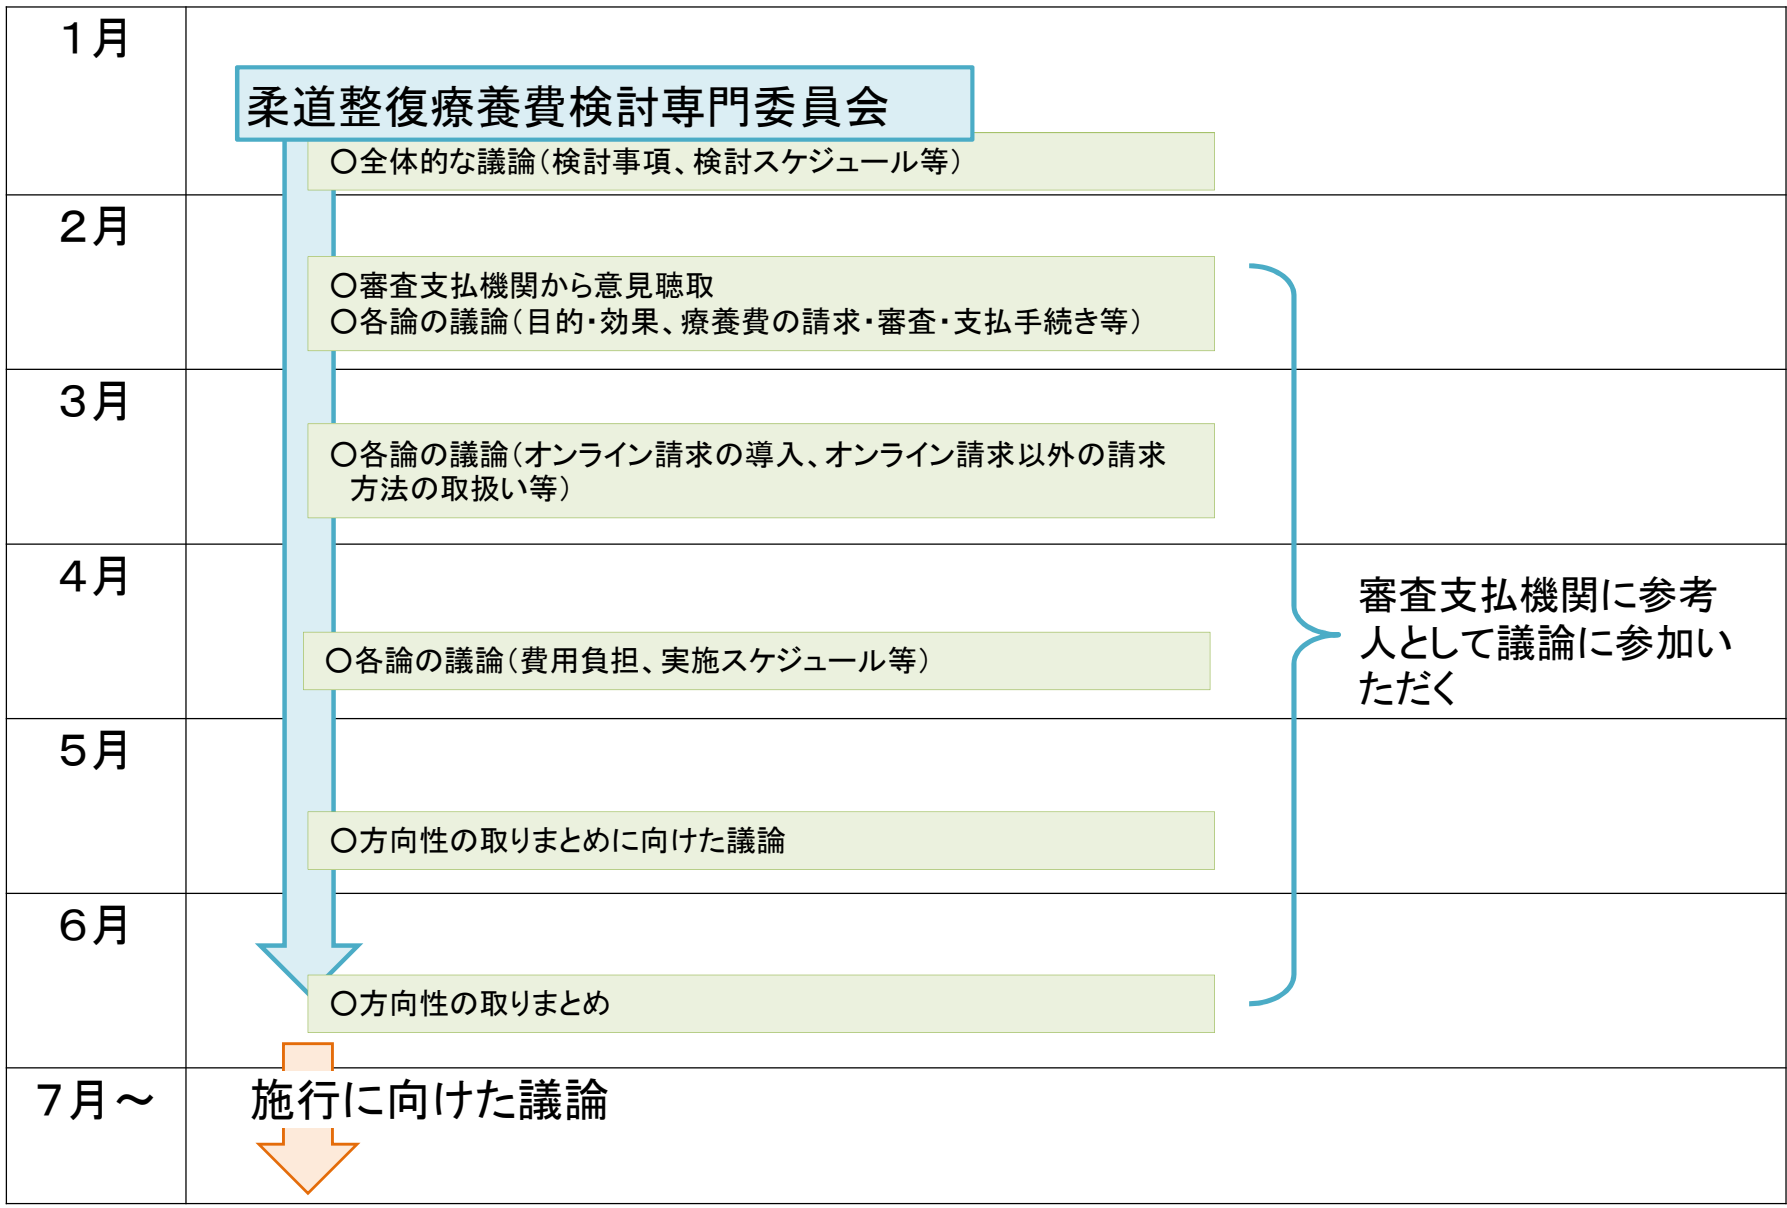 １月
柔道整復療養費検討専門委員会
〇全体的な議論（検討事項、検討スケジュール等）
２月
〇審査支払機関から意見聴取
〇各論の議論（目的・効果、療養費の請求・審査・支払手続き等）
３月
〇各論の議論（オンライン請求の導入、オンライン請求以外の請求
方法の取扱い等）
４月
〇各論の議論（費用負担、実施スケジュール等）
審査支払機関に参考
人として議論に参加い
ただく
５月
〇方向性の取りまとめに向けた議論
６月
〇方向性の取りまとめ
７月～
施行に向けた議論